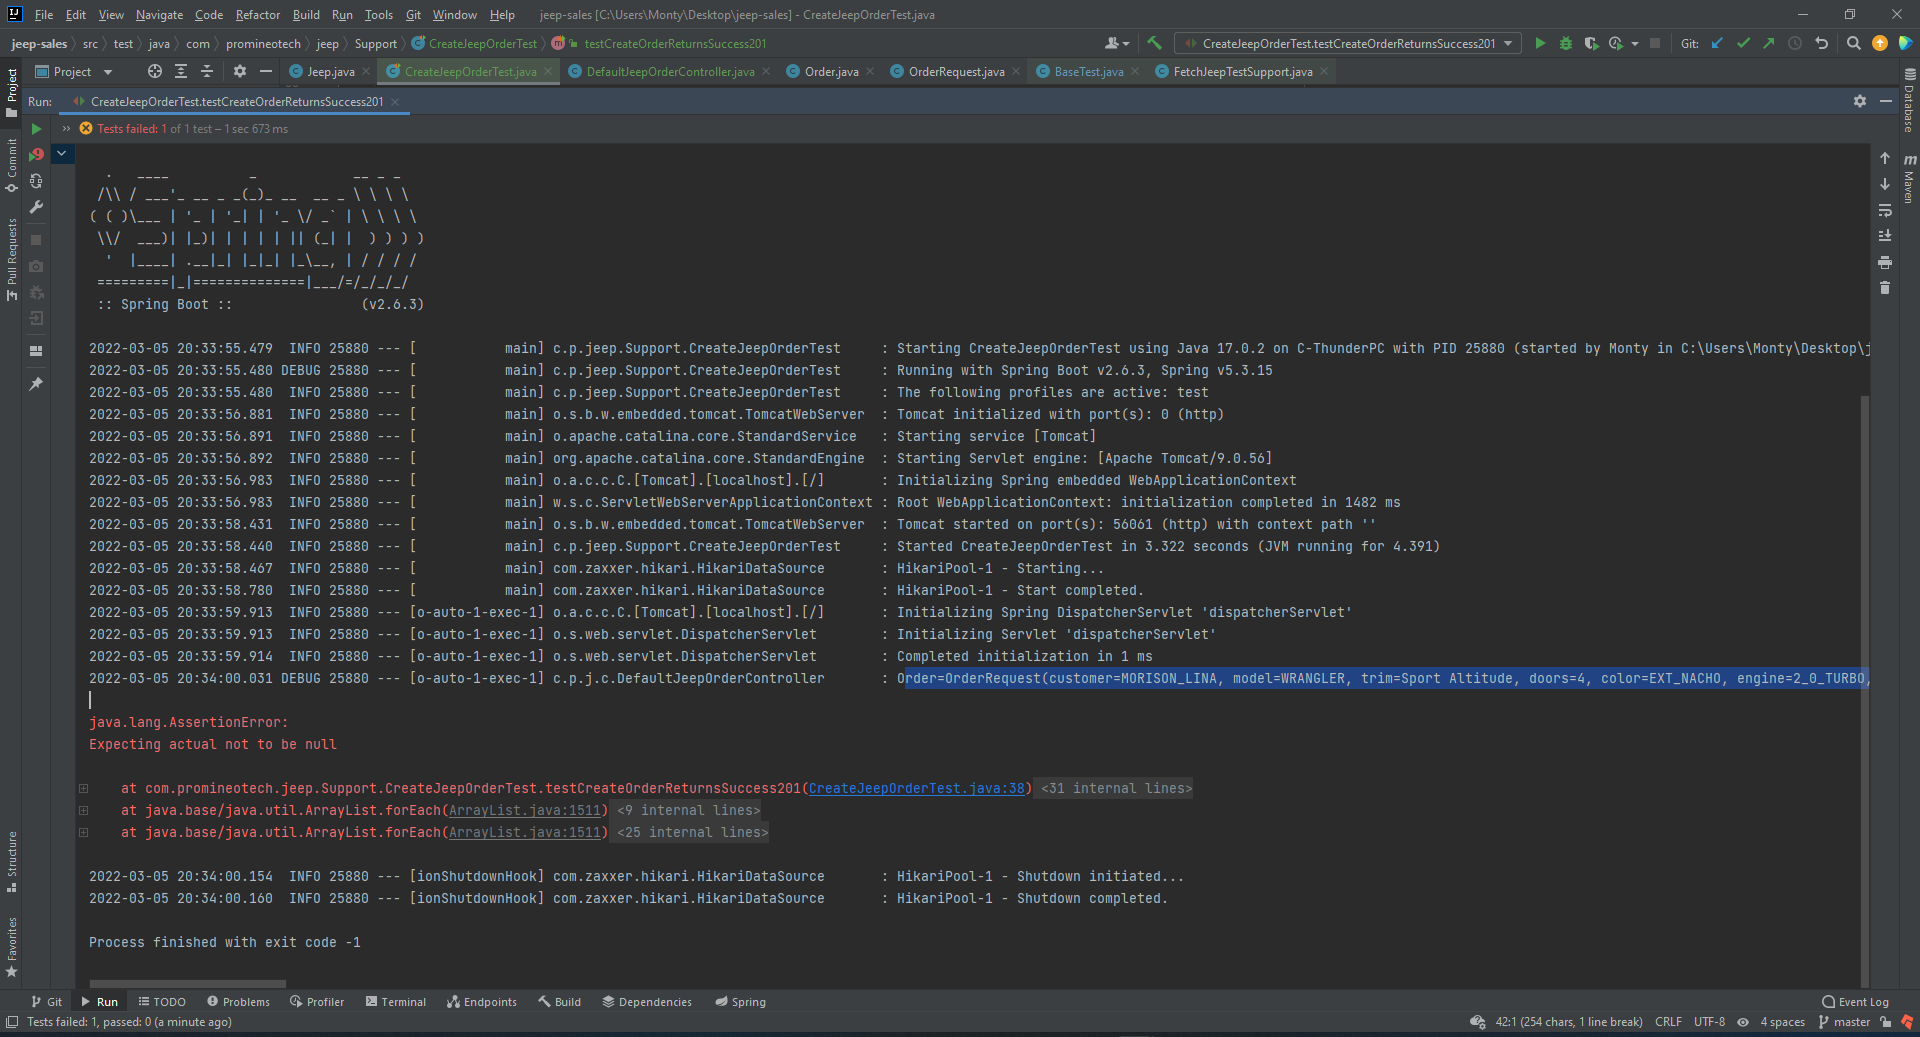 File Edit View Navigate Code Refactor Build Run Tools Git Window Help jeep-sales [C:\Users\Monty\Desktop\jeep-sales] - CreateJeepOrderTest.java
jeep-sales src test java com promineotech jeep Support CreateJeepOrderTest testCreateOrderReturnsSuccess201 CreateJeepOrderTest.testCreateOrderReturnsSuccess201 Git:
Project Jeep.java CreateJeepOrderTest.java DefaultJeepOrderController.java Order.java OrderRequest.java BaseTest.java FetchJeepTestSupport.java
Run: CreateJeepOrderTest.testCreateOrderReturnsSuccess201
Tests failed: 1 of 1 test – 1 sec 673 ms
  .   ____          _            __ _ _
 /\\ / ___'_ __ _ _(_)_ __  __ _ \ \ \ \
( ( )\___ | '_ | '_| | '_ \/ _` | \ \ \ \
 \\/  ___)| |_)| | | | | || (_| |  ) ) ) )
  '  |____| .__|_| |_|_| |_\__, | / / / /
 =========|_|==============|___/=/_/_/_/
 :: Spring Boot ::                (v2.6.3)
2022-03-05 20:33:55.479  INFO 25880 --- [           main] c.p.jeep.Support.CreateJeepOrderTest     : Starting CreateJeepOrderTest using Java 17.0.2 on C-ThunderPC with PID 25880 (started by Monty in C:\Users\Monty\Desktop\j
2022-03-05 20:33:55.480 DEBUG 25880 --- [           main] c.p.jeep.Support.CreateJeepOrderTest     : Running with Spring Boot v2.6.3, Spring v5.3.15
2022-03-05 20:33:55.480  INFO 25880 --- [           main] c.p.jeep.Support.CreateJeepOrderTest     : The following profiles are active: test
2022-03-05 20:33:56.881  INFO 25880 --- [           main] o.s.b.w.embedded.tomcat.TomcatWebServer  : Tomcat initialized with port(s): 0 (http)
2022-03-05 20:33:56.891  INFO 25880 --- [           main] o.apache.catalina.core.StandardService   : Starting service [Tomcat]
2022-03-05 20:33:56.892  INFO 25880 --- [           main] org.apache.catalina.core.StandardEngine  : Starting Servlet engine: [Apache Tomcat/9.0.56]
2022-03-05 20:33:56.983  INFO 25880 --- [           main] o.a.c.c.C.[Tomcat].[localhost].[/]       : Initializing Spring embedded WebApplicationContext
2022-03-05 20:33:56.983  INFO 25880 --- [           main] w.s.c.ServletWebServerApplicationContext : Root WebApplicationContext: initialization completed in 1482 ms
2022-03-05 20:33:58.431  INFO 25880 --- [           main] o.s.b.w.embedded.tomcat.TomcatWebServer  : Tomcat started on port(s): 56061 (http) with context path ''
2022-03-05 20:33:58.440  INFO 25880 --- [           main] c.p.jeep.Support.CreateJeepOrderTest     : Started CreateJeepOrderTest in 3.322 seconds (JVM running for 4.391)
2022-03-05 20:33:58.467  INFO 25880 --- [           main] com.zaxxer.hikari.HikariDataSource       : HikariPool-1 - Starting...
2022-03-05 20:33:58.780  INFO 25880 --- [           main] com.zaxxer.hikari.HikariDataSource       : HikariPool-1 - Start completed.
2022-03-05 20:33:59.913  INFO 25880 --- [o-auto-1-exec-1] o.a.c.c.C.[Tomcat].[localhost].[/]       : Initializing Spring DispatcherServlet 'dispatcherServlet'
2022-03-05 20:33:59.913  INFO 25880 --- [o-auto-1-exec-1] o.s.web.servlet.DispatcherServlet        : Initializing Servlet 'dispatcherServlet'
2022-03-05 20:33:59.914  INFO 25880 --- [o-auto-1-exec-1] o.s.web.servlet.DispatcherServlet        : Completed initialization in 1 ms
2022-03-05 20:34:00.031 DEBUG 25880 --- [o-auto-1-exec-1] c.p.j.c.DefaultJeepOrderController       : Order=OrderRequest(customer=MORISON_LINA, model=WRANGLER, trim=Sport Altitude, doors=4, color=EXT_NACHO, engine=2_0_TURBO,
java.lang.AssertionError:
Expecting actual not to be null
at com.promineotech.jeep.Support.CreateJeepOrderTest.testCreateOrderReturnsSuccess201(CreateJeepOrderTest.java:38) <31 internal lines>
at java.base/java.util.ArrayList.forEach(ArrayList.java:1511) <9 internal lines>
at java.base/java.util.ArrayList.forEach(ArrayList.java:1511) <25 internal lines>
2022-03-05 20:34:00.154  INFO 25880 --- [ionShutdownHook] com.zaxxer.hikari.HikariDataSource       : HikariPool-1 - Shutdown initiated...
2022-03-05 20:34:00.160  INFO 25880 --- [ionShutdownHook] com.zaxxer.hikari.HikariDataSource       : HikariPool-1 - Shutdown completed.
Process finished with exit code -1
Project
Commit
Pull Requests
Structure
Favorites
Database
Maven
Git Run TODO Problems Profiler Terminal Endpoints Build Dependencies Spring Event Log
Tests failed: 1, passed: 0 (a minute ago) 42:1 (254 chars, 1 line break) CRLF UTF-8 4 spaces master